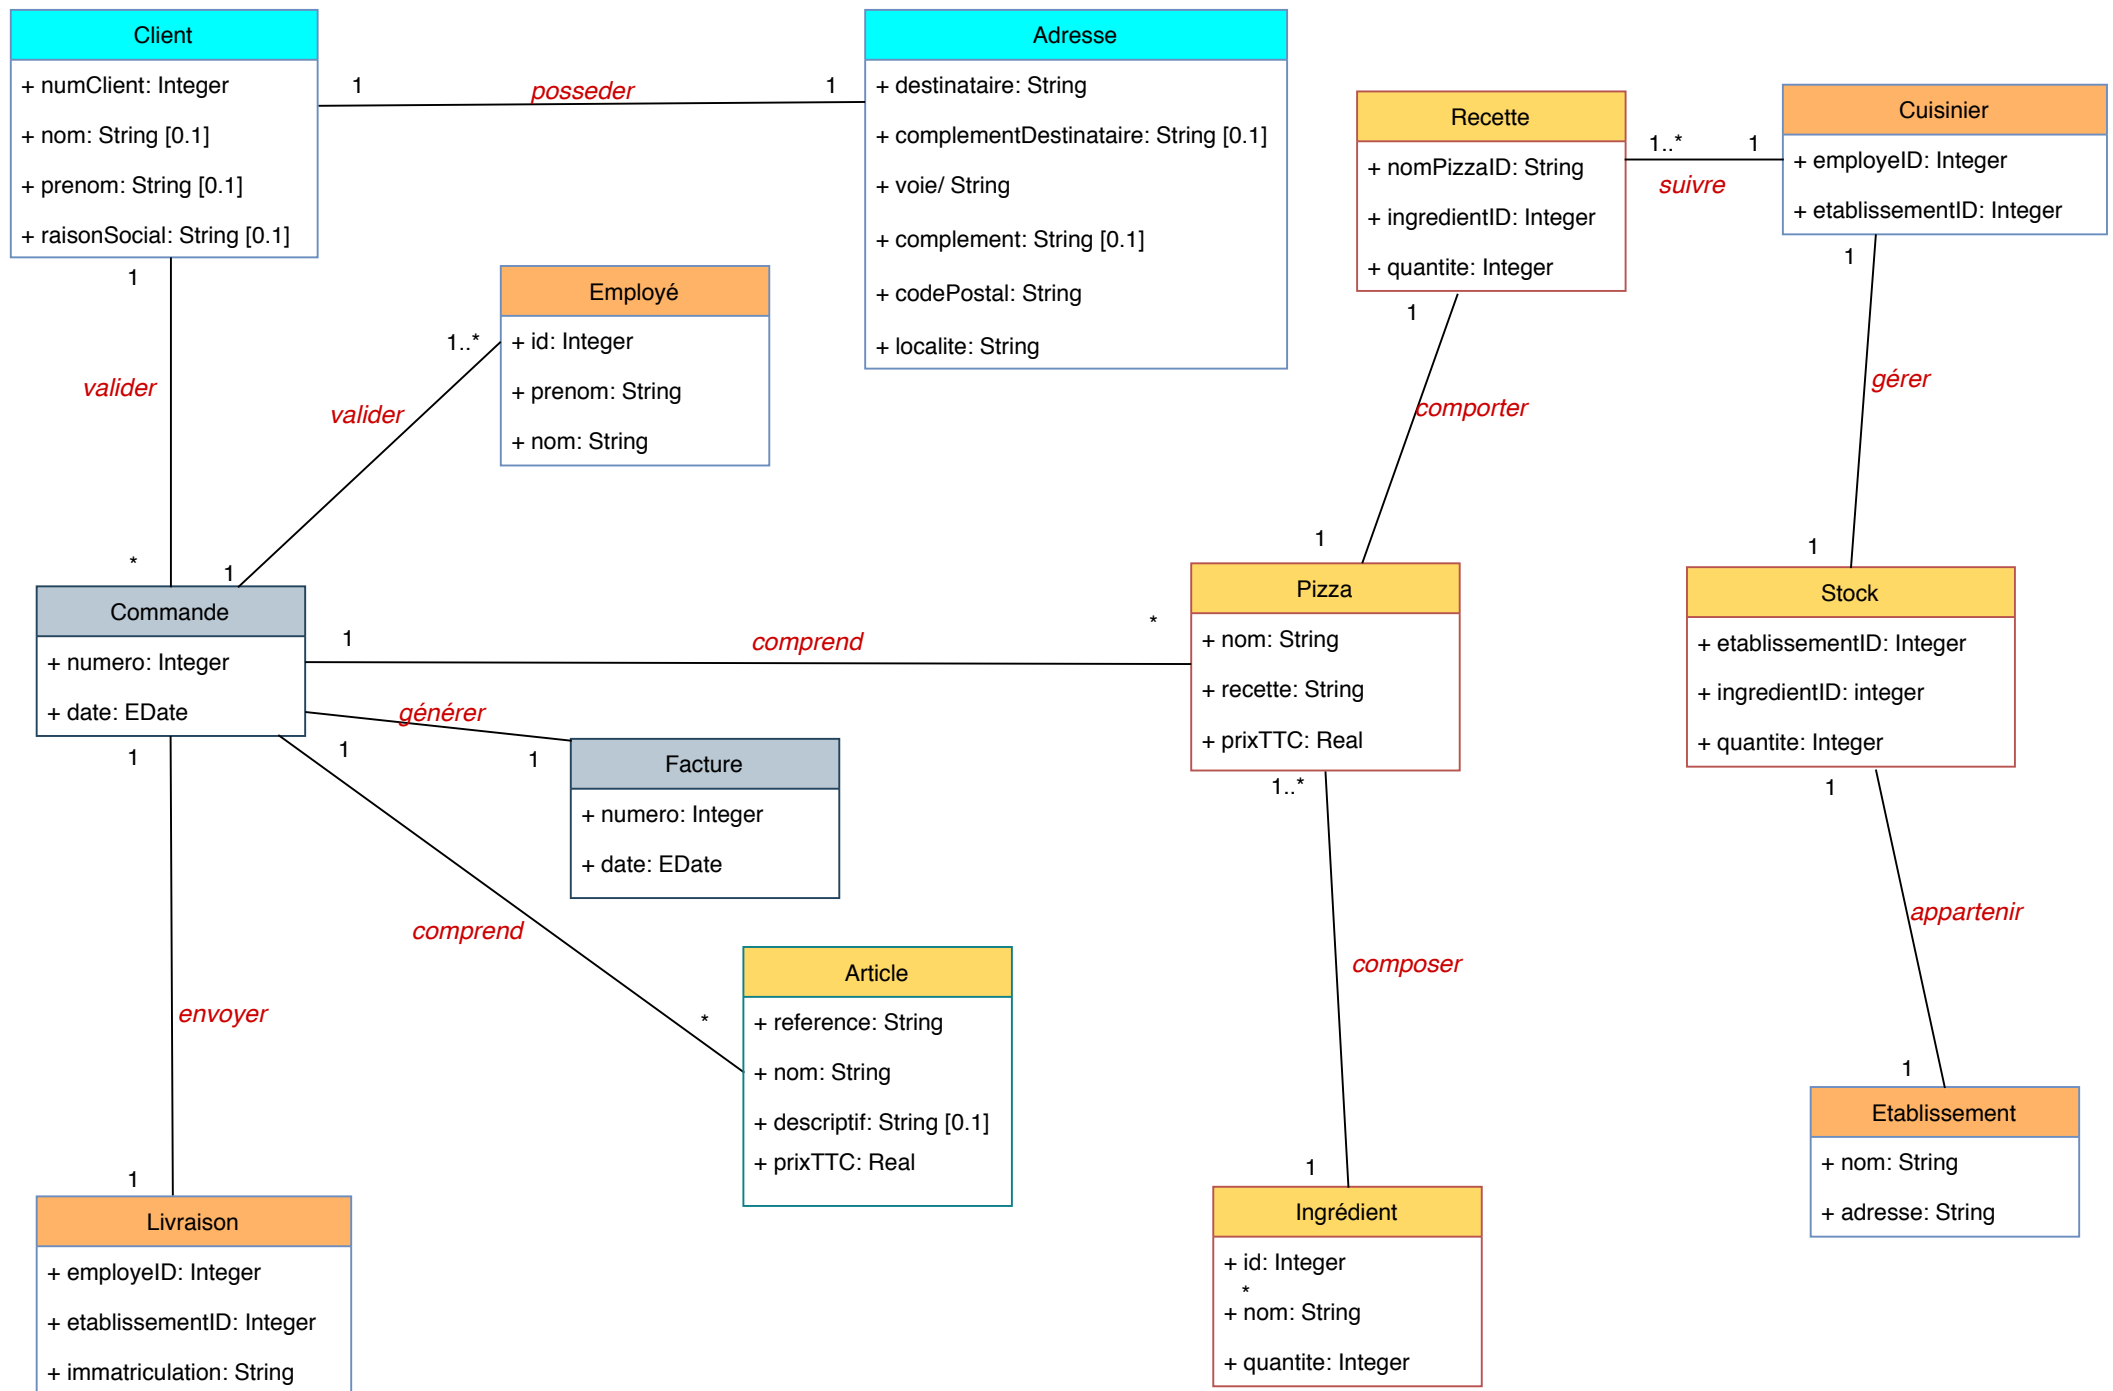 Client
+ numClient: Integer
+ nom: String [0.1]
+ prenom: String [0.1]
+ raisonSocial: String [0.1]
1
posseder
1
Adresse
+ destinataire: String
+ complementDestinataire: String [0.1]
+ voie/ String
+ complement: String [0.1]
+ codePostal: String
+ localite: String
Recette
+ nomPizzaID: String
+ ingredientID: Integer
+ quantite: Integer
1..*
1
suivre
Cuisinier
+ employeID: Integer
+ etablissementID: Integer
1
valider
*
Employé
+ id: Integer
+ prenom: String
+ nom: String
1..*
valider
1
1
comporter
1
1
gérer
1
Commande
+ numero: Integer
+ date: EDate
1
comprend
*
Pizza
+ nom: String
+ recette: String
+ prixTTC: Real
Stock
+ etablissementID: Integer
+ ingredientID: integer
+ quantite: Integer
générer
1
1
Facture
+ numero: Integer
+ date: EDate
1
envoyer
1
comprend
*
Article
+ reference: String
+ nom: String
+ descriptif: String [0.1]
+ prixTTC: Real
1..*
composer
1
1
appartenir
1
Livraison
+ employeID: Integer
+ etablissementID: Integer
+ immatriculation: String
Ingrédient
+ id: Integer
*
+ nom: String
+ quantite: Integer
Etablissement
+ nom: String
+ adresse: String